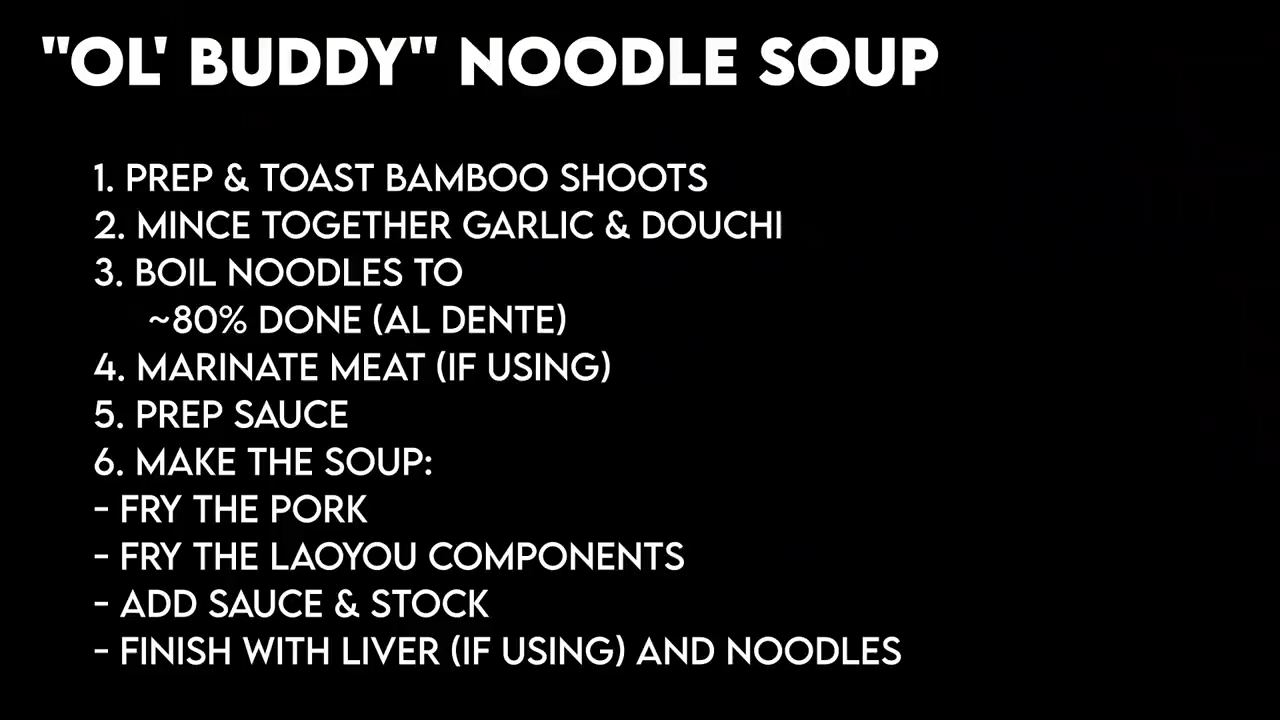 "OL' BUDDY" NOODLE SOUP
1. PREP & TOAST BAMBOO SHOOTS
2. MINCE TOGETHER GARLIC & DOUCHI
3. BOIL NOODLES TO
~80% DONE (AL DENTE)
4. MARINATE MEAT (IF USING)
5. PREP SAUCE
6. MAKE THE SOUP:
- FRY THE PORK
- FRY THE LAOYOU COMPONENTS
- ADD SAUCE & STOCK
- FINISH WITH LIVER (IF USING) AND NOODLES